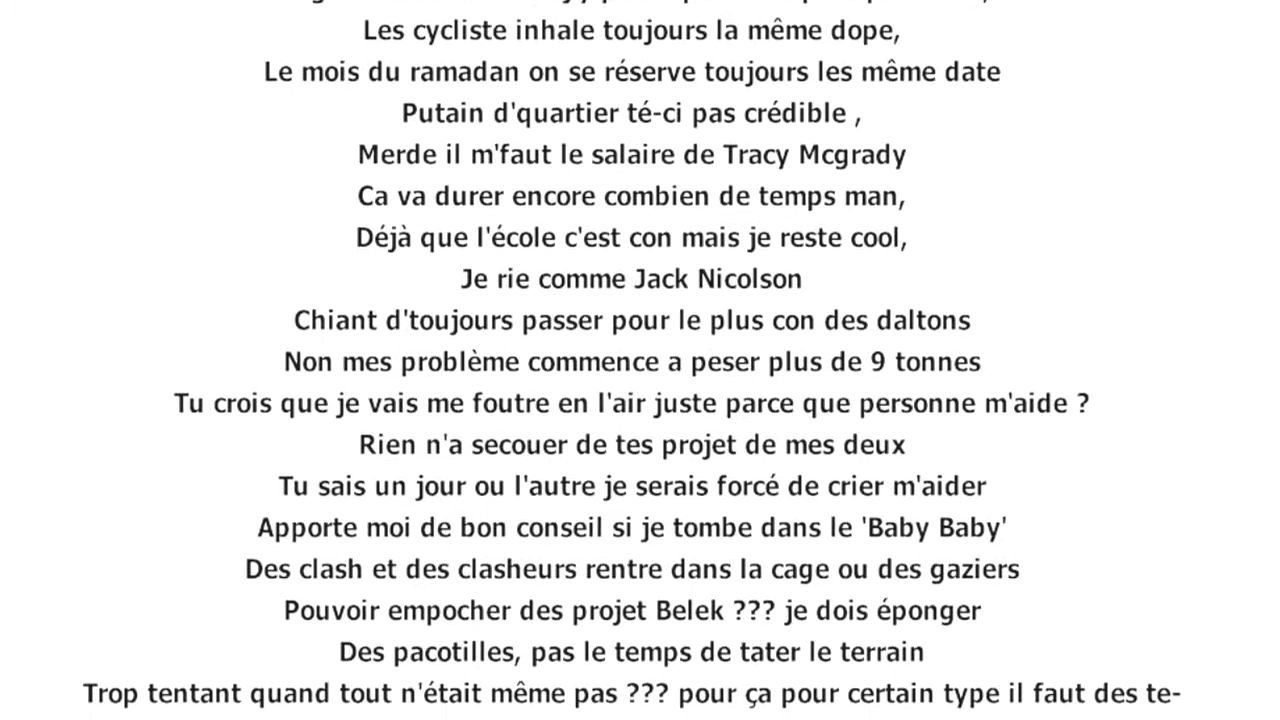 Les cycliste inhale toujours la même dope,
Le mois du ramadan on se réserve toujours les même date
Putain d'quartier té-ci pas crédible ,
Merde il m'faut le salaire de Tracy Mcgrady
Ca va durer encore combien de temps man,
Déjà que l'école c'est con mais je reste cool,
Je rie comme Jack Nicolson
Chiant d'toujours passer pour le plus con des daltons
Non mes problème commence a peser plus de 9 tonnes
Tu crois que je vais me foutre en l'air juste parce que personne m'aide ?
Rien n'a secouer de tes projet de mes deux
Tu sais un jour ou l'autre je serais forcé de crier m'aider
Apporte moi de bon conseil si je tombe dans le 'Baby Baby'
Des clash et des clasheurs rentre dans la cage ou des gaziers
Pouvoir empocher des projet Belek ??? je dois éponger
Des pacotilles, pas le temps de tater le terrain
Trop tentant quand tout n'était même pas ??? pour ça pour certain type il faut des te-